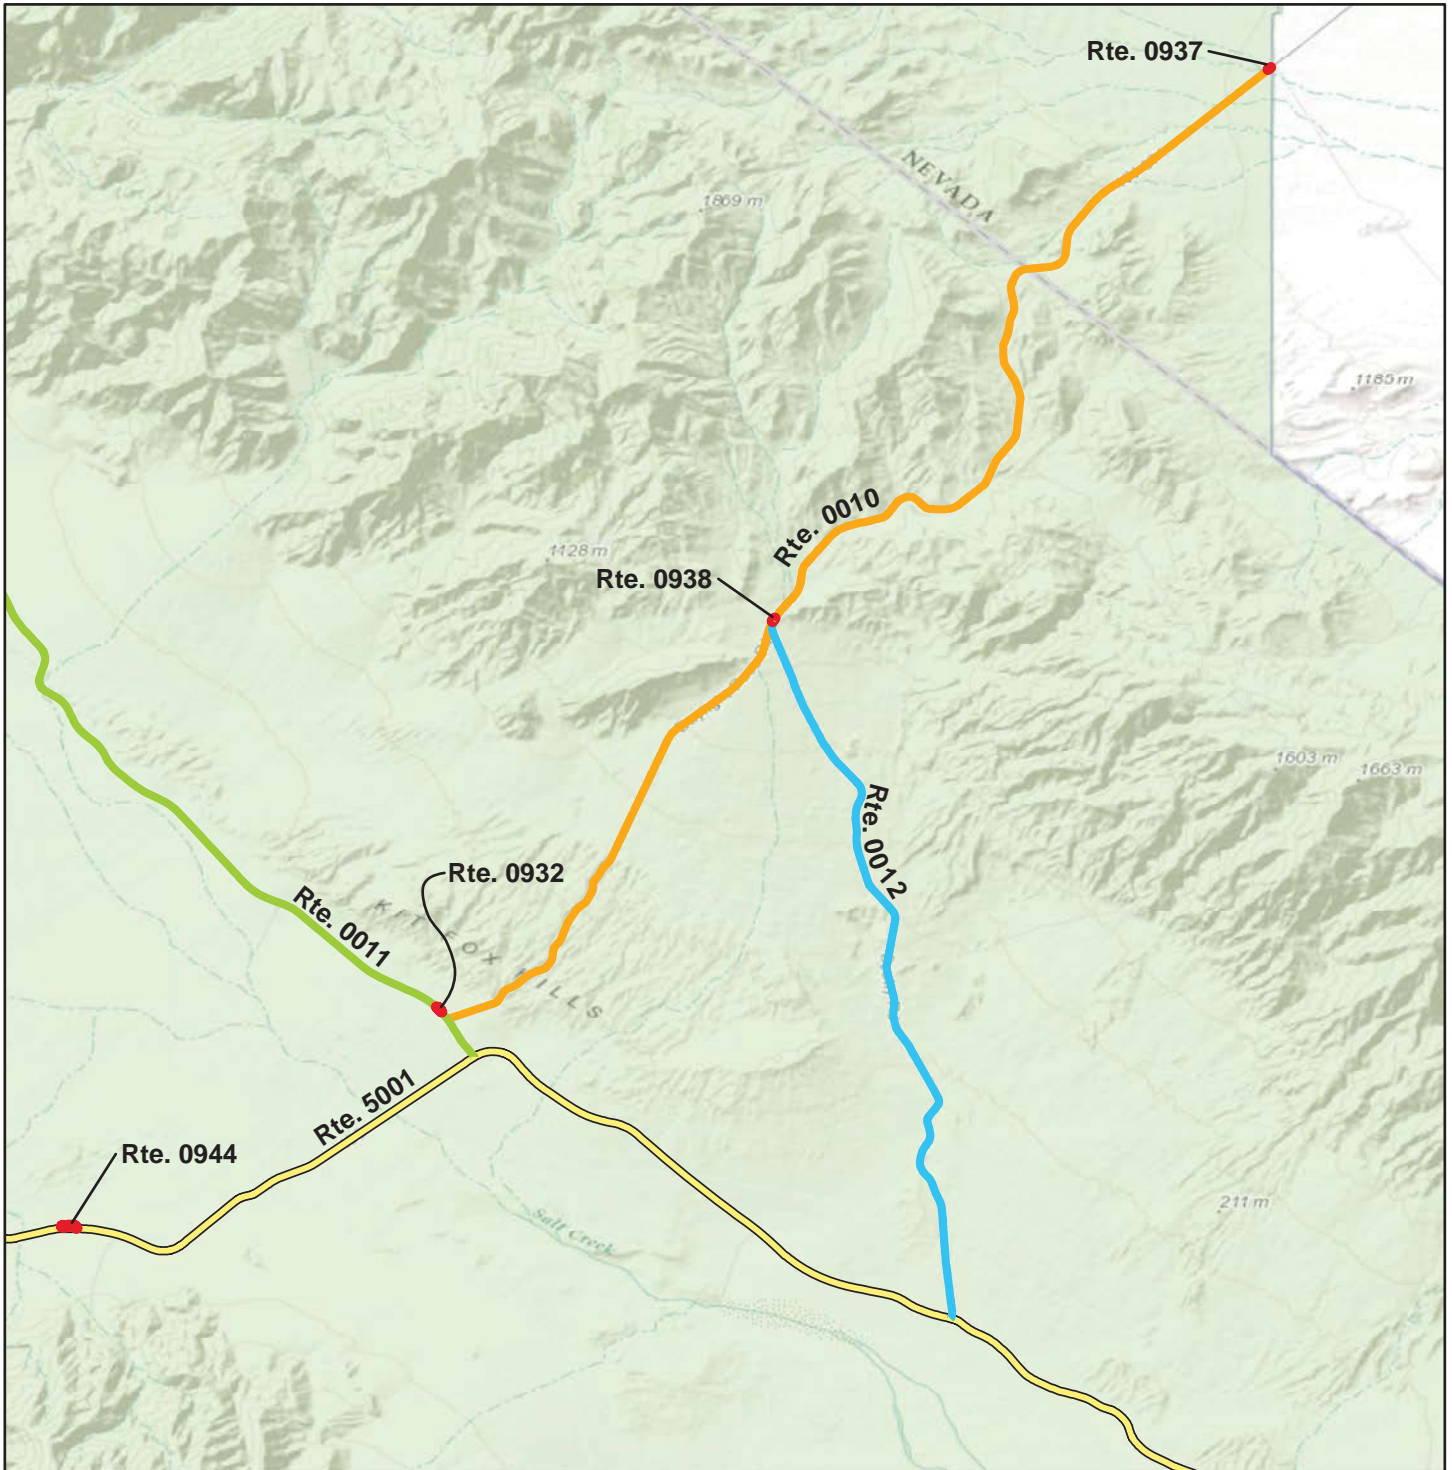 Rte. 0937
NEVADA
1869 m
1185 m
Rte. 0010
1128 m
Rte. 0938
1603 m
1663 m
Rte. 0012
Rte. 0932
Rte. 0011
KIT FOX HILLS
Rte. 5001
Rte. 0944
211 m
Salt Creek